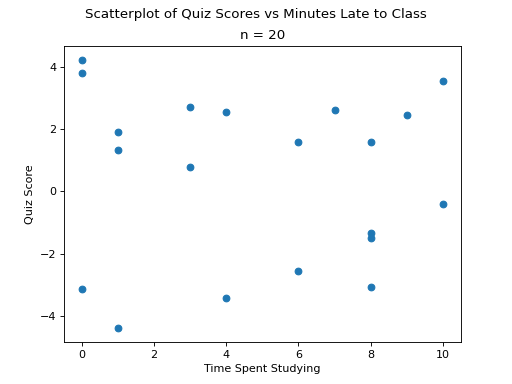 Scatterplot of Quiz Scores vs Minutes Late to Class
n = 20
4
2
0
−2
−4
Quiz Score
0 2 4 6 8 10
Time Spent Studying